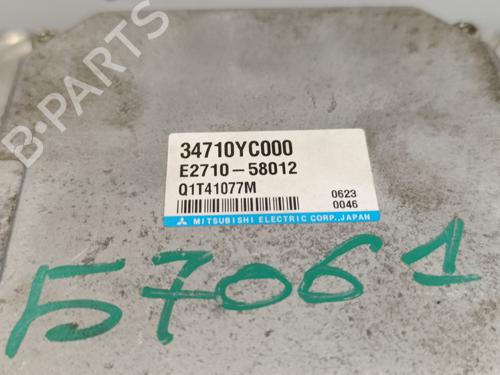 34710YC000
E2710-58012
Q1T41077M
0623
0046
MITSUBISHI ELECTRIC CORP., JAPAN
57061
B-PARTS